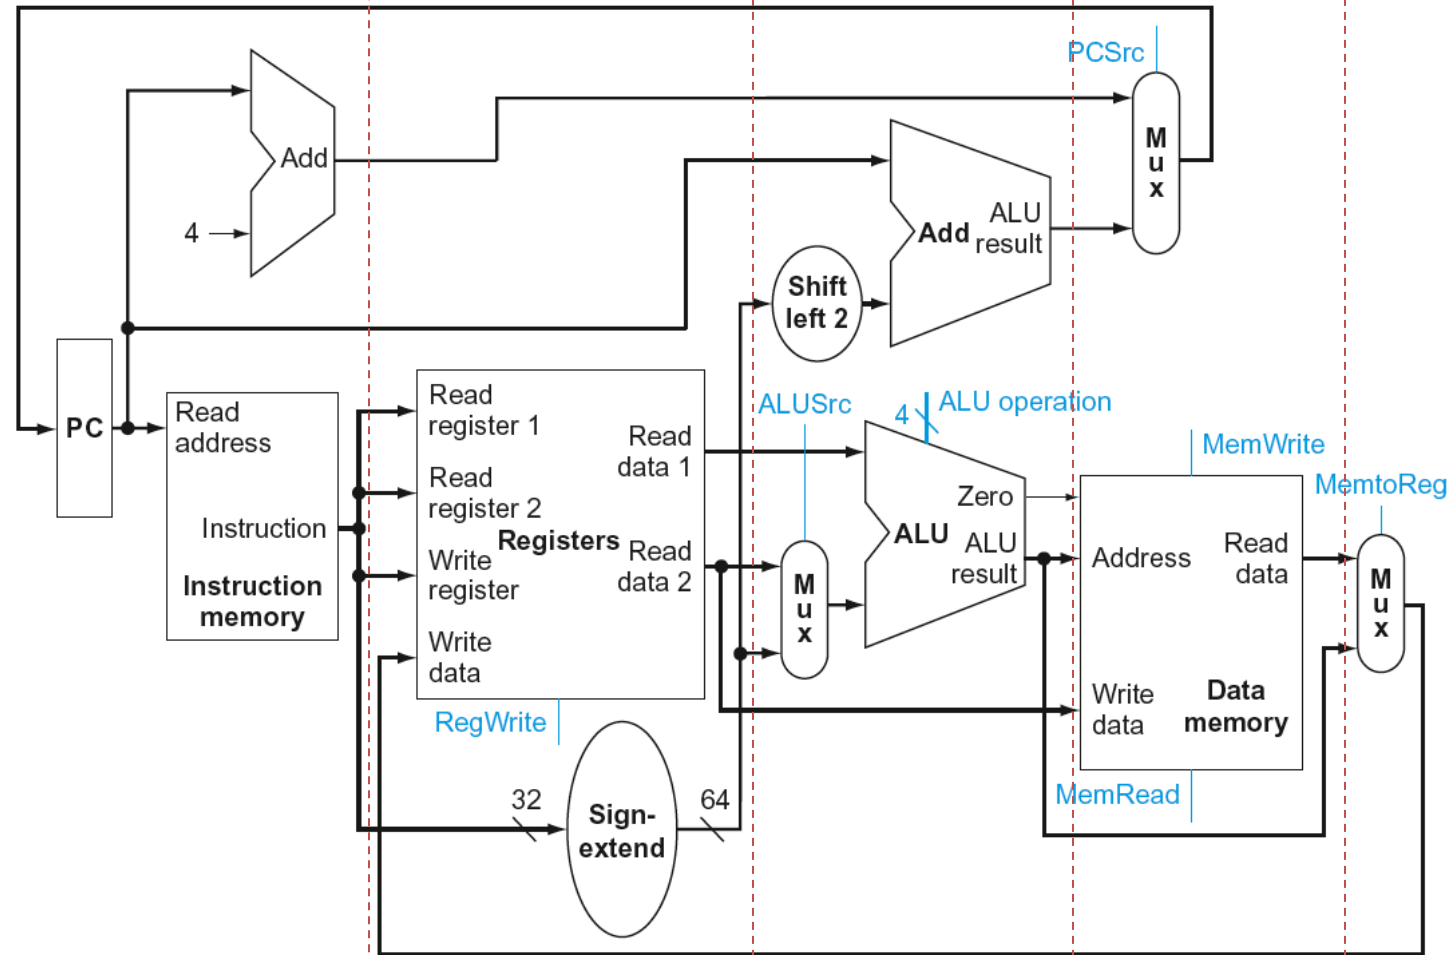 PCSrc
M
u
x
Add
4
Add
ALU
result
Shift
left 2
PC
Read
address
Instruction
Instruction
memory
Read
register 1
Read
register 2
Write
register
Write
data
Registers
Read
data 1
Read
data 2
RegWrite
32
Sign-
extend
64
ALUSrc
M
u
x
4
ALU operation
Zero
ALU
ALU
result
MemWrite
Address
Read
data
Write
data
Data
memory
MemRead
MemtoReg
M
u
x